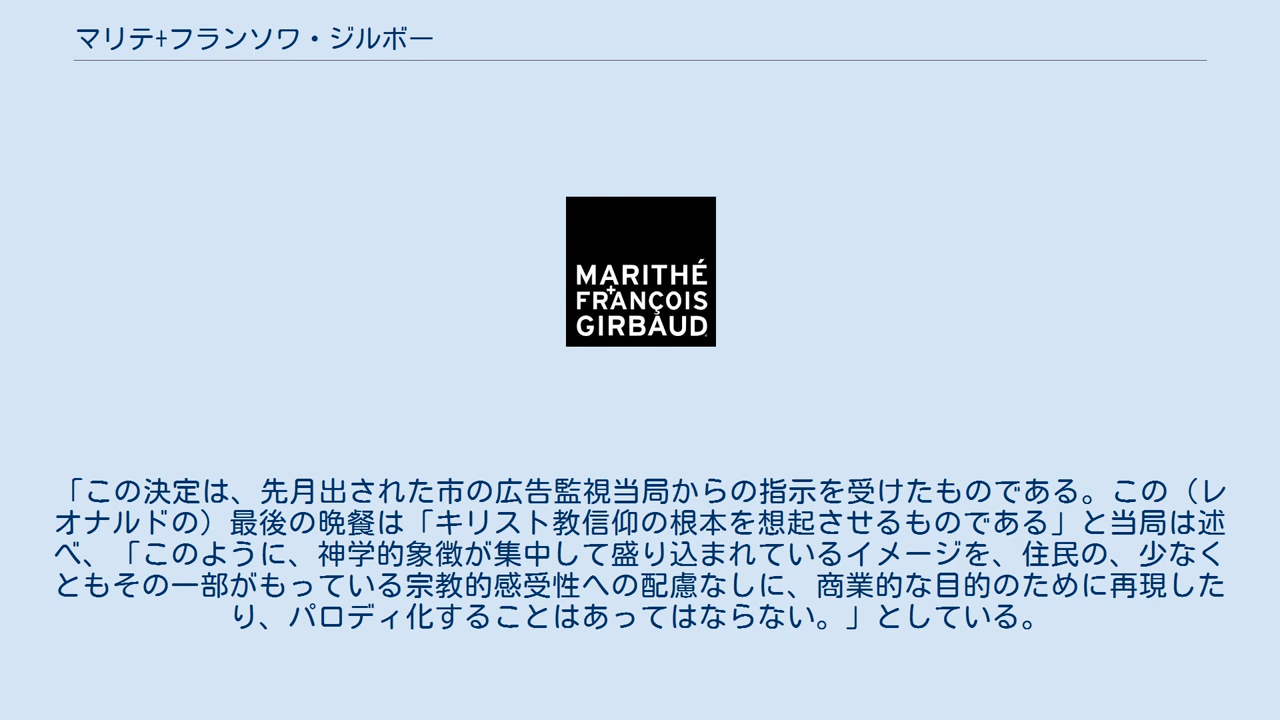 マリテ+フランソワ・ジルボー
MARITHÉ
+
FRANÇOIS
GIRBAUD
「この決定は、先月出された市の広告監視当局からの指示を受けたものである。この（レ
オナルドの）最後の晩餐は「キリスト教信仰の根本を想起させるものである」と当局は述
べ、「このように、神学的象徴が集中して盛り込まれているイメージを、住民の、少なく
ともその一部がもっている宗教的感受性への配慮なしに、商業的な目的のために再現した
り、パロディ化することはあってはならない。」としている。